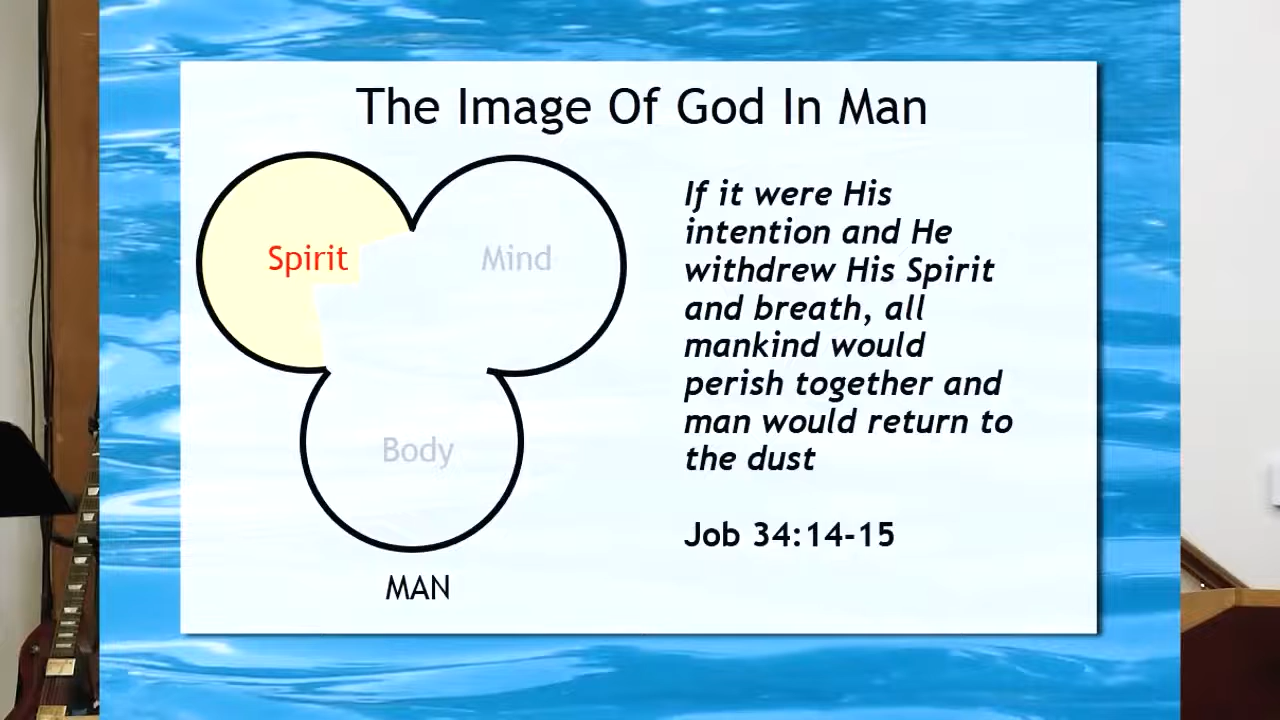 The Image Of God In Man
Spirit
Mind
Body
MAN
If it were His
intention and He
withdrew His Spirit
and breath, all
mankind would
perish together and
man would return to
the dust
Job 34:14-15